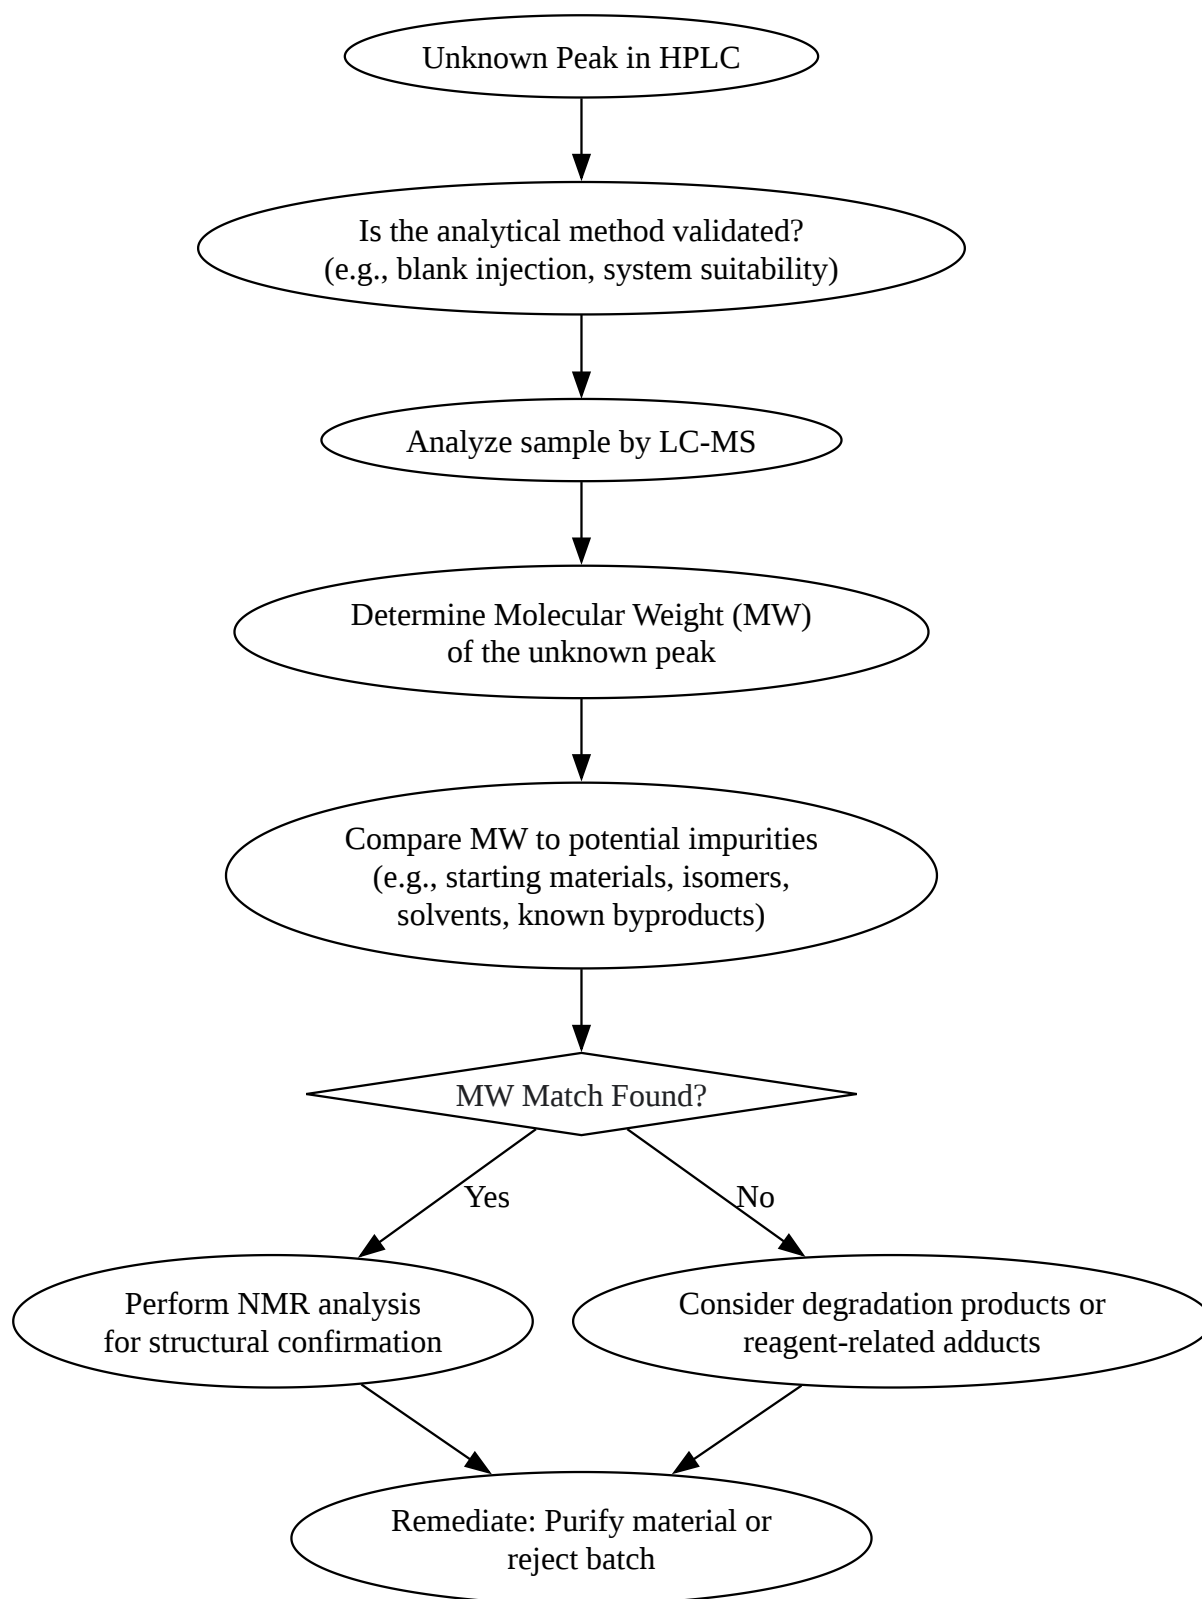 Unknown Peak in HPLC
Is the analytical method validated?
(e.g., blank injection, system suitability)
Analyze sample by LC-MS
Determine Molecular Weight (MW)
of the unknown peak
Compare MW to potential impurities
(e.g., starting materials, isomers,
solvents, known byproducts)
MW Match Found?
Yes
No
Perform NMR analysis
for structural confirmation
Consider degradation products or
reagent-related adducts
Remediate: Purify material or
reject batch